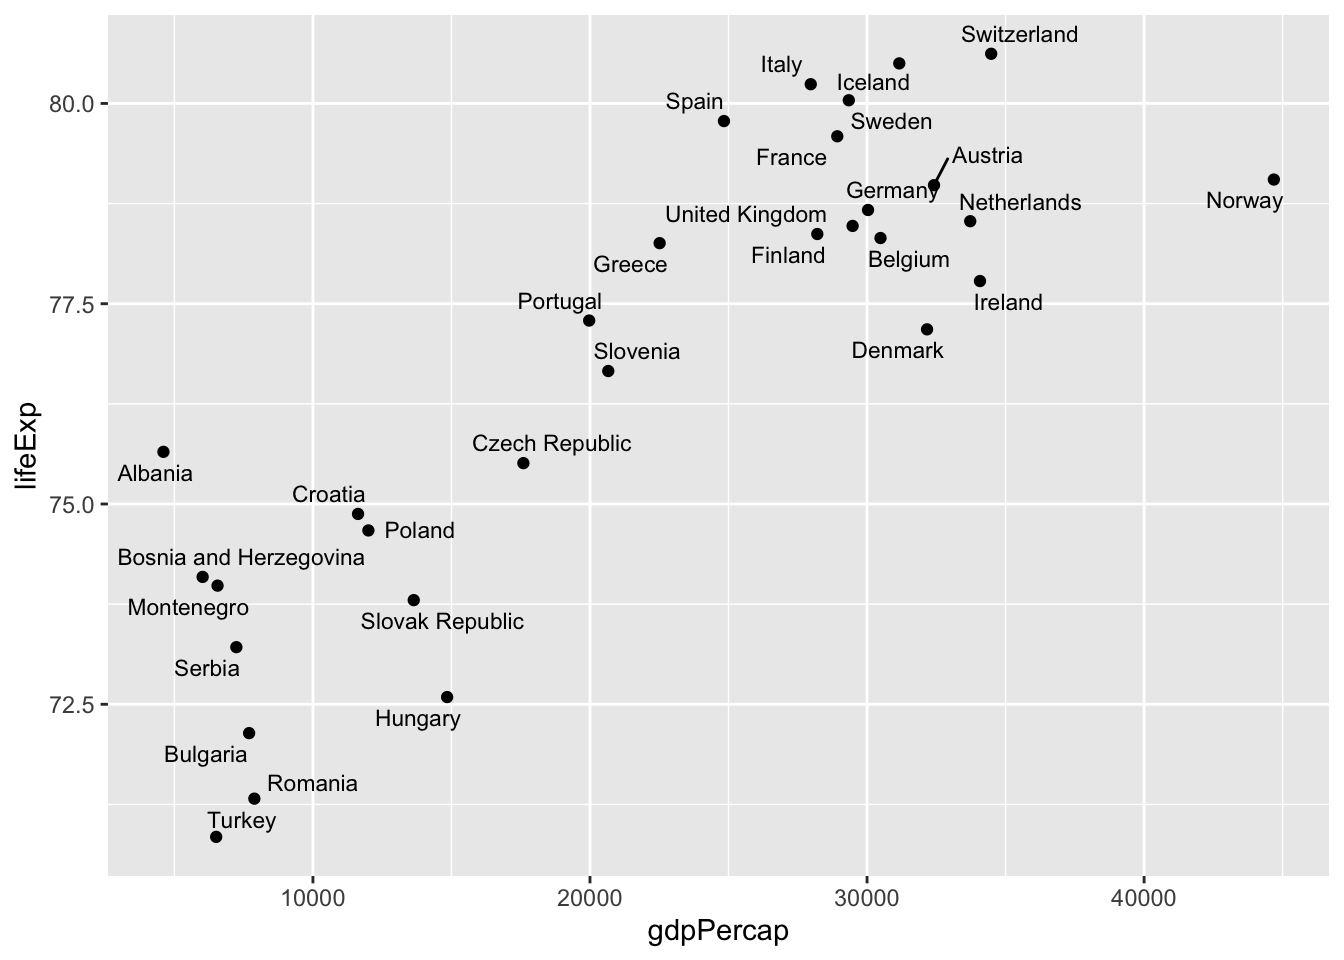 Switzerland
Italy
Iceland
Spain
Sweden
France
Austria
Germany
Netherlands
Norway
United Kingdom
Finland
Belgium
Greece
Portugal
Ireland
Slovenia
Denmark
Czech Republic
Albania
Croatia
Poland
Bosnia and Herzegovina
Montenegro
Slovak Republic
Serbia
Hungary
Bulgaria
Romania
Turkey
80.0
77.5
75.0
72.5
lifeExp
10000 20000 30000 40000
gdpPercap